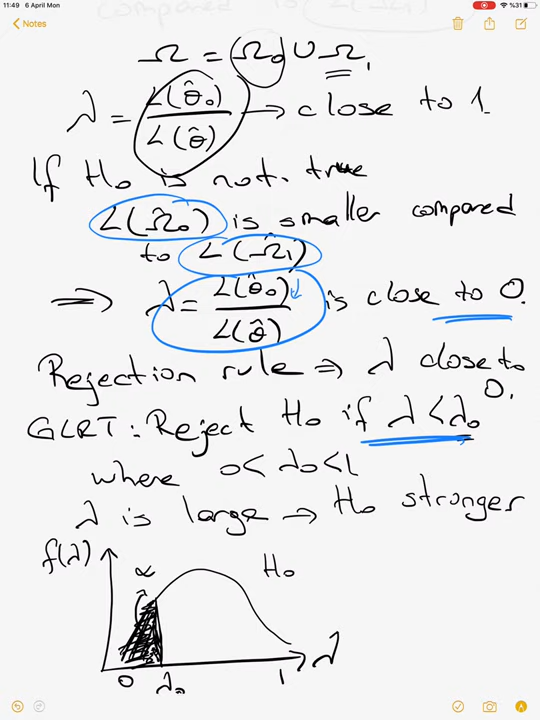 11:49 6 April Mon
%31
Notes
Ω = Ω₀ ∪ Ω₁
λ = L(θ̂₀) / L(θ̂) → close to 1
If H₀ is not true
L(Ω̂₀) is smaller compared
to L(Ω̂₁)
⇒ λ = L(θ̂₀) / L(θ̂) is close to 0.
Rejection rule ⇒ λ close to
0.
GLRT: Reject H₀ if λ < λ₀
where 0 < λ₀ < 1
λ is large → H₀ stronger
f(λ)
α
H₀
0 λ₀ 1 λ